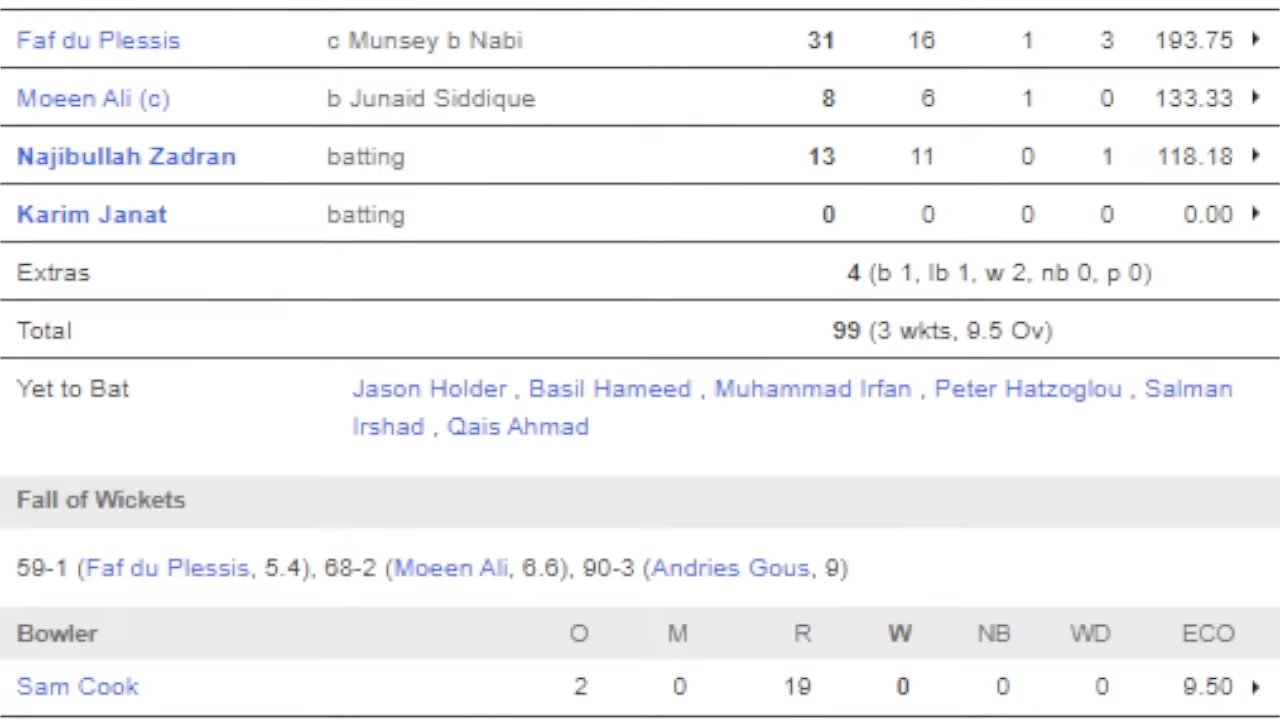 Faf du Plessis c Munsey b Nabi 31 16 1 3 193.75
Moeen Ali (c) b Junaid Siddique 8 6 1 0 133.33
Najibullah Zadran batting 13 11 0 1 118.18
Karim Janat batting 0 0 0 0 0.00
Extras 4 (b 1, lb 1, w 2, nb 0, p 0)
Total 99 (3 wkts, 9.5 Ov)
Yet to Bat Jason Holder , Basil Hameed , Muhammad Irfan , Peter Hatzoglou , Salman
Irshad , Qais Ahmad
Fall of Wickets
59-1 (Faf du Plessis, 5.4), 68-2 (Moeen Ali, 6.6), 90-3 (Andries Gous, 9)
Bowler O M R W NB WD ECO
Sam Cook 2 0 19 0 0 0 9.50